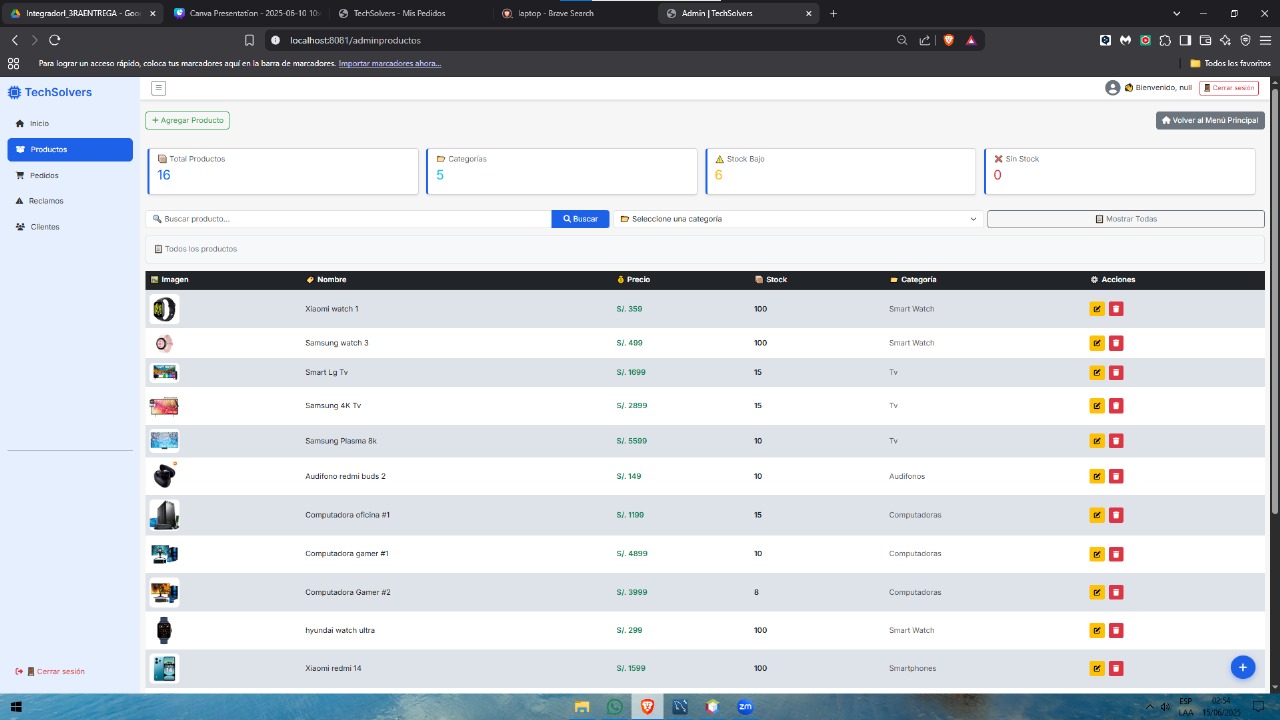 IntegradorI_3RAENTREGA - Goo
Canva Presentation - 2025-06-10 10:
TechSolvers - Mis Pedidos
laptop - Brave Search
Admin | TechSolvers
localhost:8081/adminproductos
Para lograr un acceso rápido, coloca tus marcadores aquí en la barra de marcadores. Importar marcadores ahora...
Todos los favoritos
TechSolvers
Bienvenido, null
Cerrar sesión
Inicio
Productos
Pedidos
Reclamos
Clientes
Cerrar sesión
+ Agregar Producto
Volver al Menú Principal
Total Productos
16
Categorías
5
Stock Bajo
6
Sin Stock
0
Buscar producto...
Buscar
Seleccione una categoría
Mostrar Todas
Todos los productos
Imagen Nombre Precio Stock Categoría Acciones
Xiaomi watch 1 S/. 359 100 Smart Watch
Samsung watch 3 S/. 499 100 Smart Watch
Smart Lg Tv S/. 1699 15 Tv
Samsung 4K Tv S/. 2899 15 Tv
Samsung Plasma 8k S/. 5599 10 Tv
Audifono redmi buds 2 S/. 149 10 Audifonos
Computadora oficina #1 S/. 1199 15 Computadoras
Computadora gamer #1 S/. 4899 10 Computadoras
Computadora Gamer #2 S/. 3999 8 Computadoras
hyundai watch ultra S/. 299 100 Smart Watch
Xiaomi redmi 14 S/. 1599 100 Smartphones
zm
ESP
LAA
02:54
15/06/2025